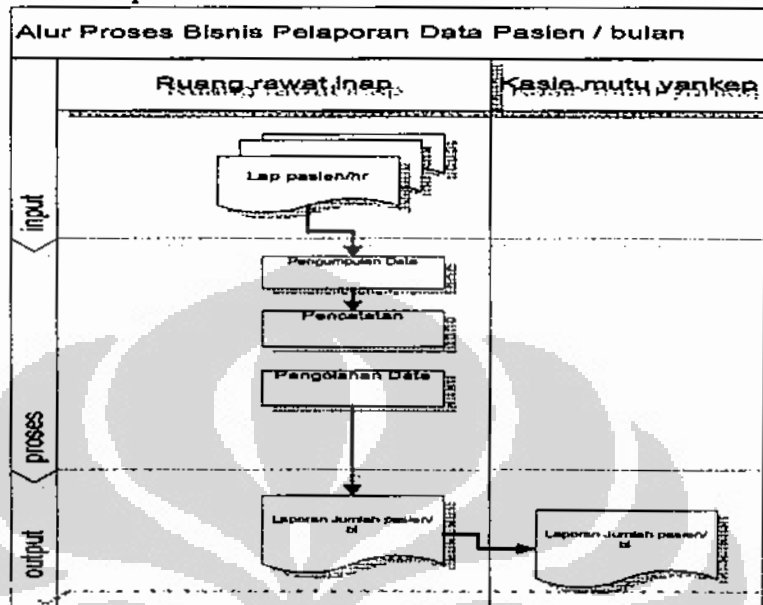 Alur Proses Bisnis Pelaporan Data Pasien / bulan
Ruang rawat inap
Kasie mutu yankep
input
Lap pasien/hr
proses
Pengumpulan Data
Pencatatan
Pengolahan Data
output
Laporan Jumlah pasien/
bl
Laporan Jumlah pasien/
bl